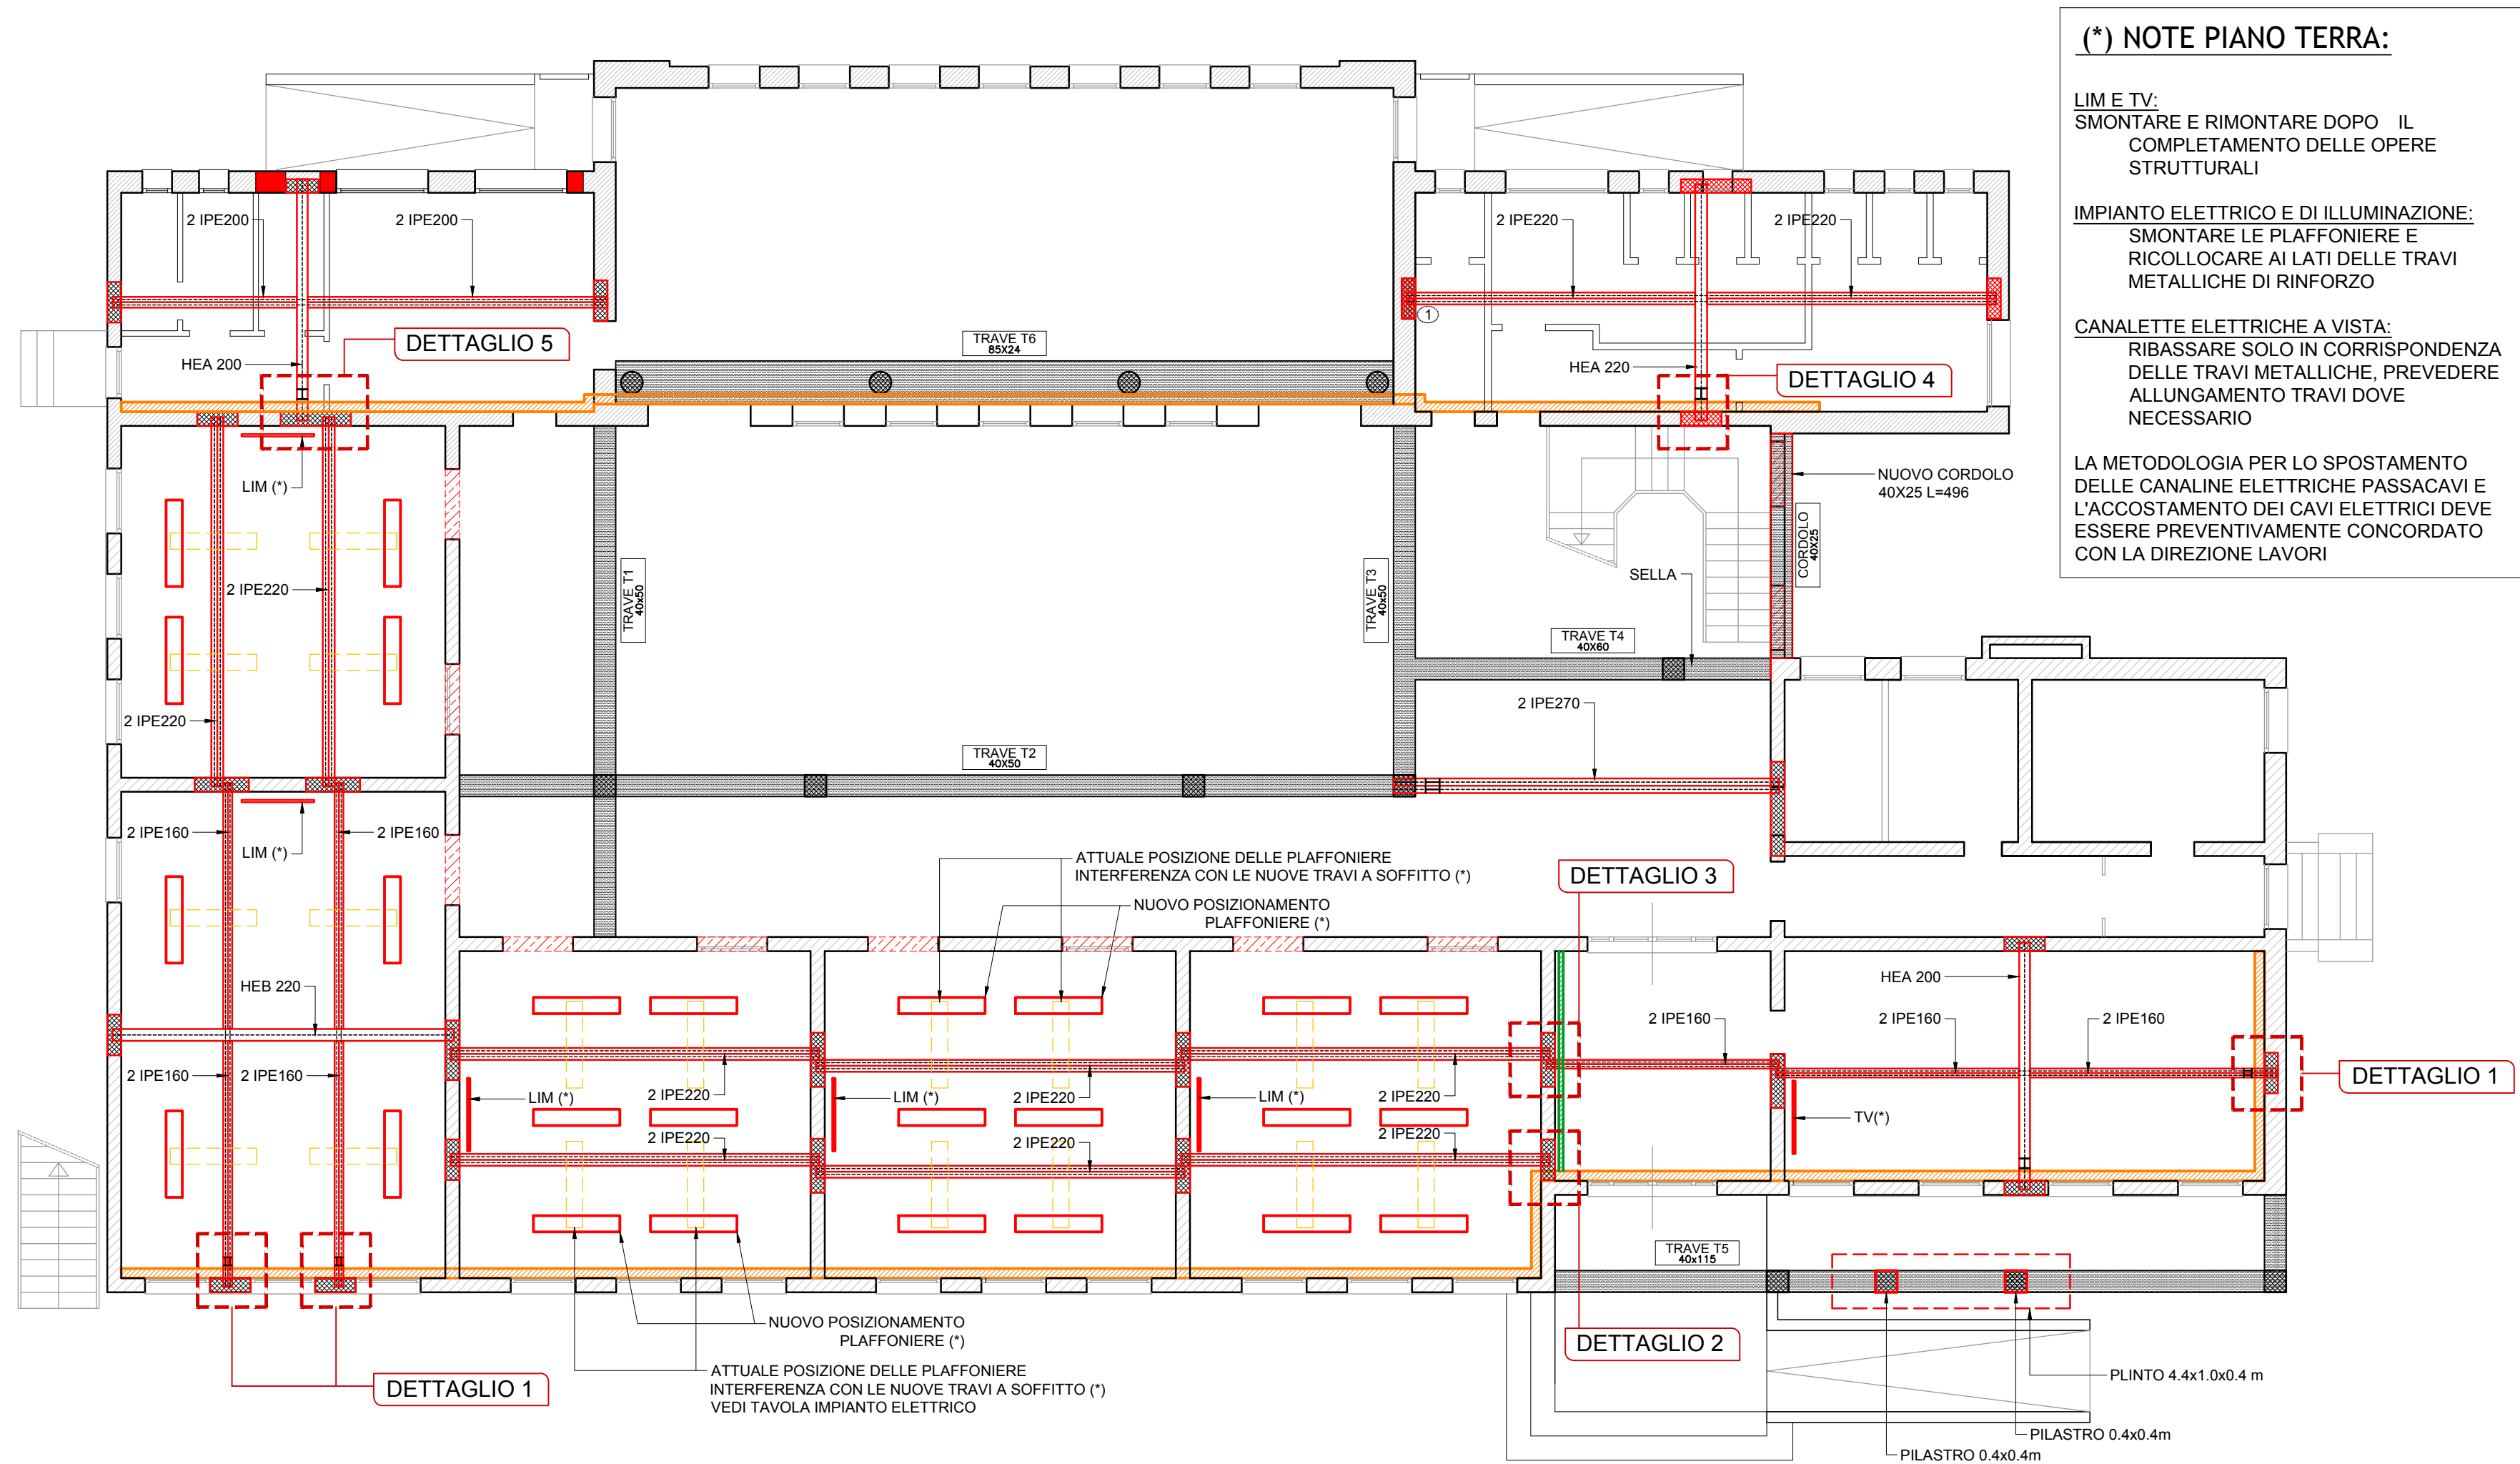 (*) NOTE PIANO TERRA:
LIM E TV:
SMONTARE E RIMONTARE DOPO IL
COMPLETAMENTO DELLE OPERE
STRUTTURALI
IMPIANTO ELETTRICO E DI ILLUMINAZIONE:
SMONTARE LE PLAFFONIERE E
RICOLLOCARE AI LATI DELLE TRAVI
METALLICHE DI RINFORZO
CANALETTE ELETTRICHE A VISTA:
RIBASSARE SOLO IN CORRISPONDENZA
DELLE TRAVI METALLICHE, PREVEDERE
ALLUNGAMENTO TRAVI DOVE
NECESSARIO
LA METODOLOGIA PER LO SPOSTAMENTO
DELLE CANALINE ELETTRICHE PASSACAVI E
L'ACCOSTAMENTO DEI CAVI ELETTRICI DEVE
ESSERE PREVENTIVAMENTE CONCORDATO
CON LA DIREZIONE LAVORI
2 IPE200
2 IPE200
2 IPE220
2 IPE220
1
HEA 200
DETTAGLIO 5
TRAVE T6
85X24
HEA 220
DETTAGLIO 4
LIM (*)
NUOVO CORDOLO
40X25 L=496
CORDOLO
40X25
2 IPE220
TRAVE T1
40x50
TRAVE T3
40x50
SELLA
TRAVE T4
40X60
2 IPE220
2 IPE270
TRAVE T2
40X50
2 IPE160
2 IPE160
LIM (*)
ATTUALE POSIZIONE DELLE PLAFFONIERE
INTERFERENZA CON LE NUOVE TRAVI A SOFFITTO (*)
NUOVO POSIZIONAMENTO
PLAFFONIERE (*)
DETTAGLIO 3
HEB 220
HEA 200
2 IPE160
2 IPE160
2 IPE160
2 IPE160
2 IPE160
2 IPE220
LIM (*)
2 IPE220
LIM (*)
2 IPE220
LIM (*)
DETTAGLIO 1
TV(*)
2 IPE220
2 IPE220
2 IPE220
TRAVE T5
40x115
NUOVO POSIZIONAMENTO
PLAFFONIERE (*)
ATTUALE POSIZIONE DELLE PLAFFONIERE
INTERFERENZA CON LE NUOVE TRAVI A SOFFITTO (*)
VEDI TAVOLA IMPIANTO ELETTRICO
DETTAGLIO 1
DETTAGLIO 2
PLINTO 4.4x1.0x0.4 m
PILASTRO 0.4x0.4m
PILASTRO 0.4x0.4m